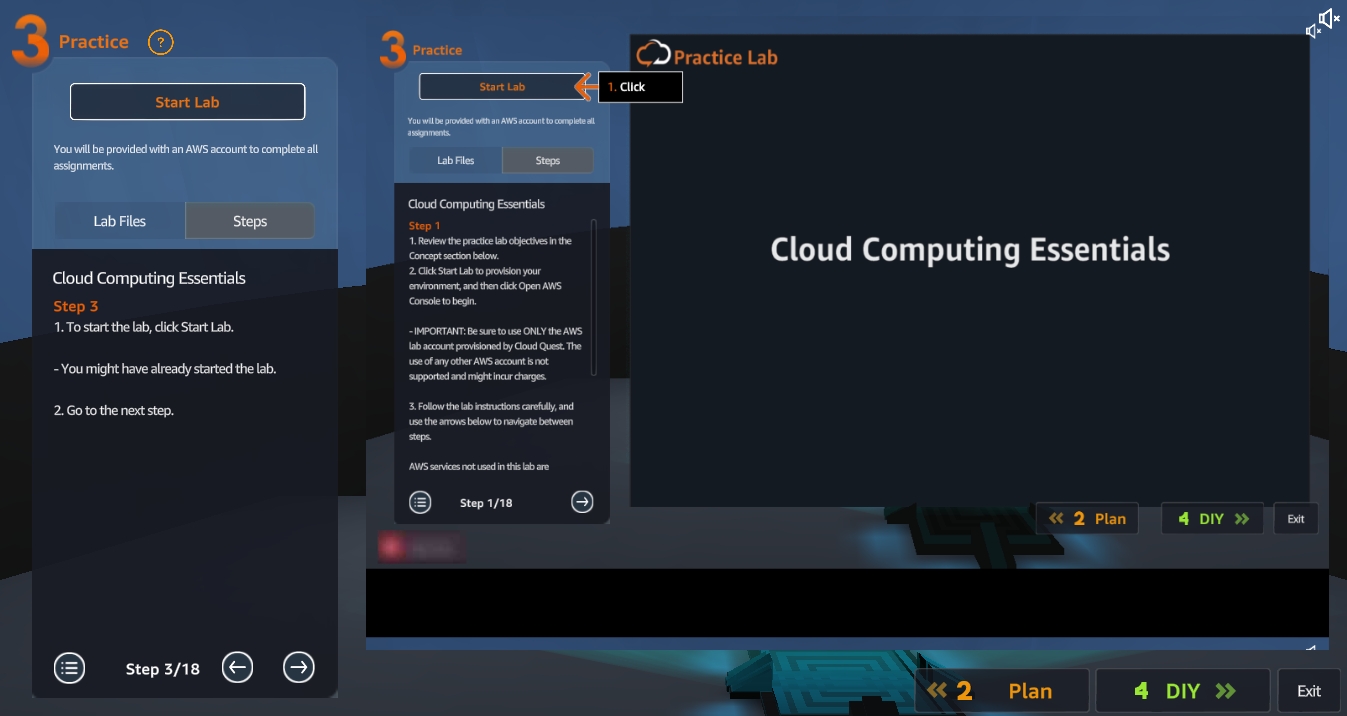 3 Practice ?
Start Lab
You will be provided with an AWS account to complete all
assignments.
Lab Files Steps
Cloud Computing Essentials
Step 3
1. To start the lab, click Start Lab.
- You might have already started the lab.
2. Go to the next step.
Step 3/18
3 Practice
Start Lab
1. Click
You will be provided with an AWS account to complete all
assignments.
Lab Files Steps
Cloud Computing Essentials
Step 1
1. Review the practice lab objectives in the
Concept section below.
2. Click Start Lab to provision your
environment, and then click Open AWS
Console to begin.
- IMPORTANT: Be sure to use ONLY the AWS
lab account provisioned by Cloud Quest. The
use of any other AWS account is not
supported and might incur charges.
3. Follow the lab instructions carefully, and
use the arrows below to navigate between
steps.
AWS services not used in this lab are
Step 1/18
Practice Lab
Cloud Computing Essentials
2 Plan
4 DIY
Exit
2 Plan
4 DIY
Exit